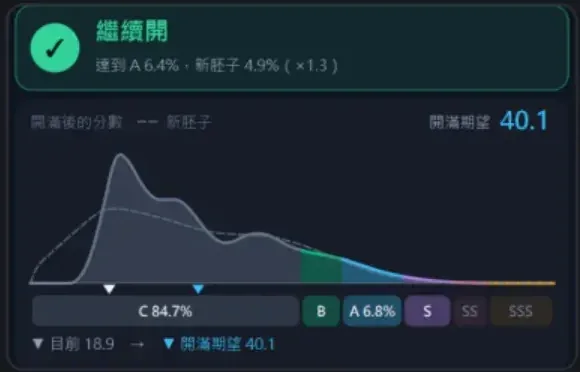 ✓ 繼續開
達到 A 6.4%，新胚子 4.9%（×1.3）
開滿後的分數 -- 新胚子 開滿期望 40.1
C 84.7% B A 6.8% S SS SSS
▼ 目前 18.9 → ▼ 開滿期望 40.1